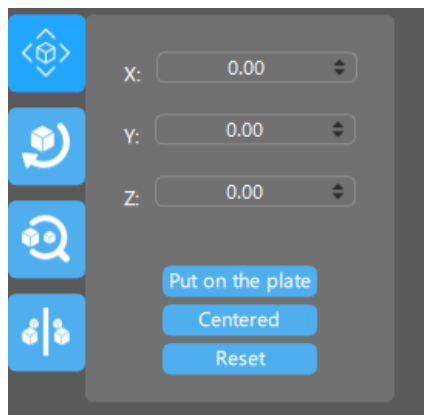 X: 0.00
Y: 0.00
Z: 0.00
Put on the plate
Centered
Reset